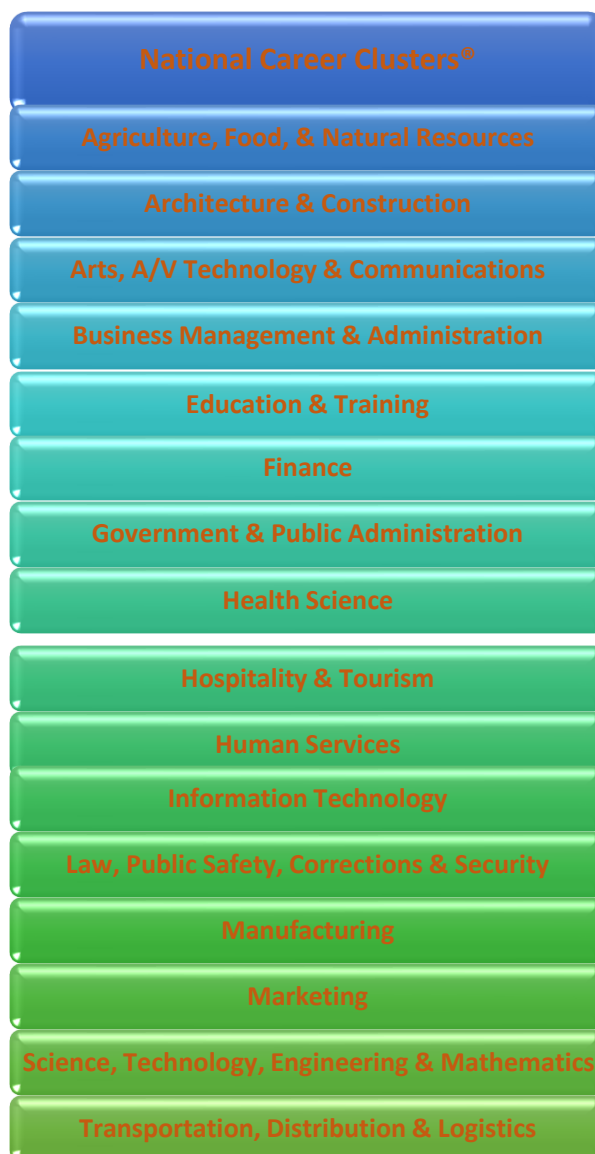 National Career Clusters®
Agriculture, Food, & Natural Resources
Architecture & Construction
Arts, A/V Technology & Communications
Business Management & Administration
Education & Training
Finance
Government & Public Administration
Health Science
Hospitality & Tourism
Human Services
Information Technology
Law, Public Safety, Corrections & Security
Manufacturing
Marketing
Science, Technology, Engineering & Mathematics
Transportation, Distribution & Logistics